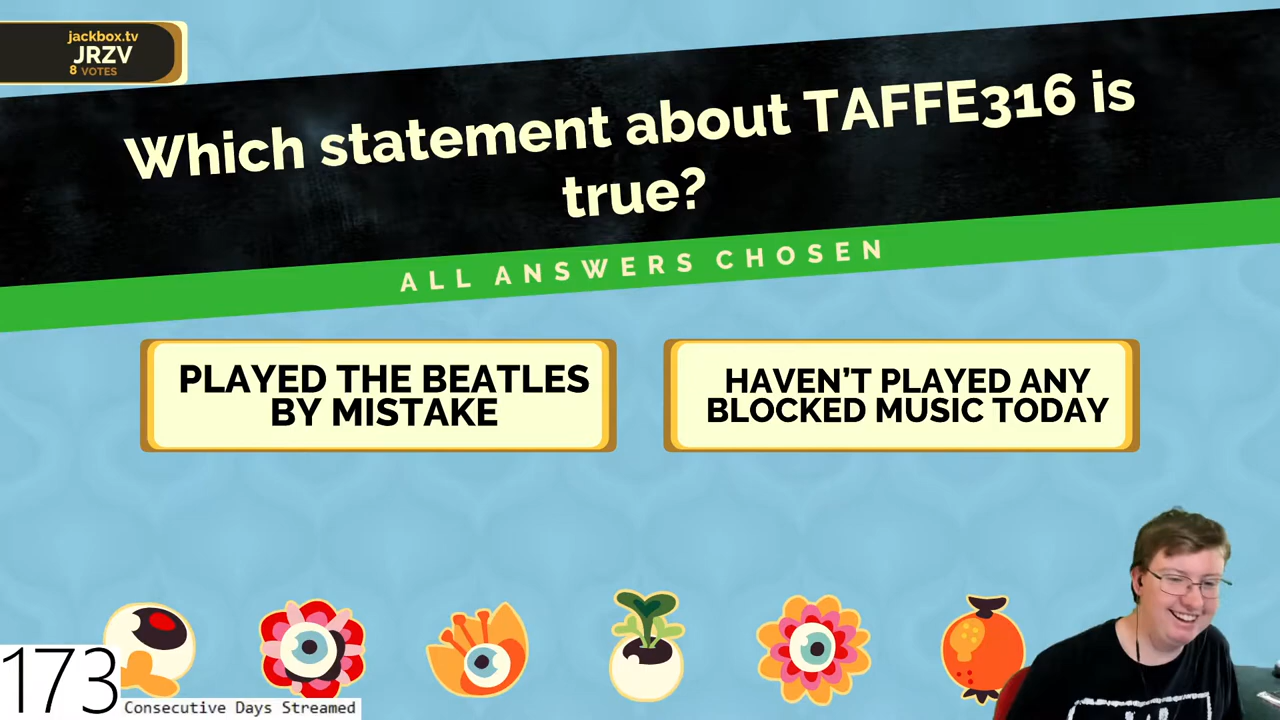 jackbox.tv
JRZV
8 VOTES
Which statement about TAFFE316 is
true?
ALL ANSWERS CHOSEN
PLAYED THE BEATLES
BY MISTAKE
HAVEN'T PLAYED ANY
BLOCKED MUSIC TODAY
173
Consecutive Days Streamed